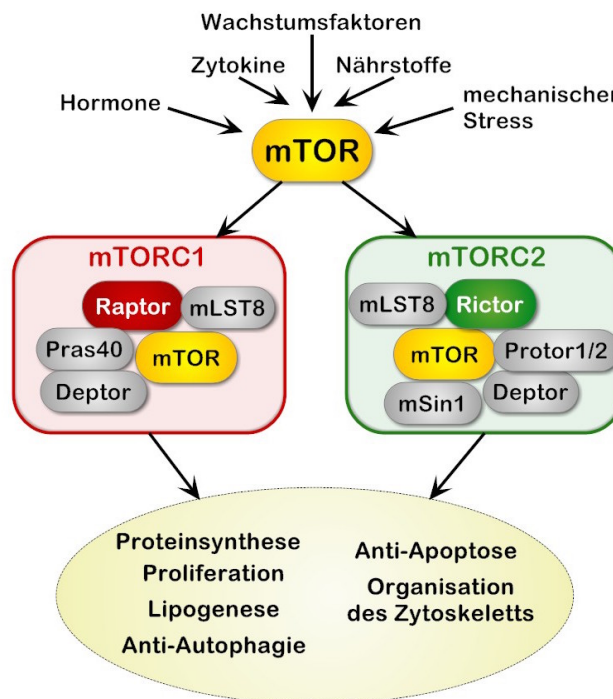 Wachstumsfaktoren
Zytokine
Nährstoffe
Hormone
mechanischer
Stress
mTOR
mTORC1
mTORC2
Raptor
mLST8
Pras40
mTOR
Deptor
mLST8
Rictor
mTOR
Protor1/2
mSin1
Deptor
Proteinsynthese
Proliferation
Lipogenese
Anti-Autophagie
Anti-Apoptose
Organisation
des Zytoskeletts